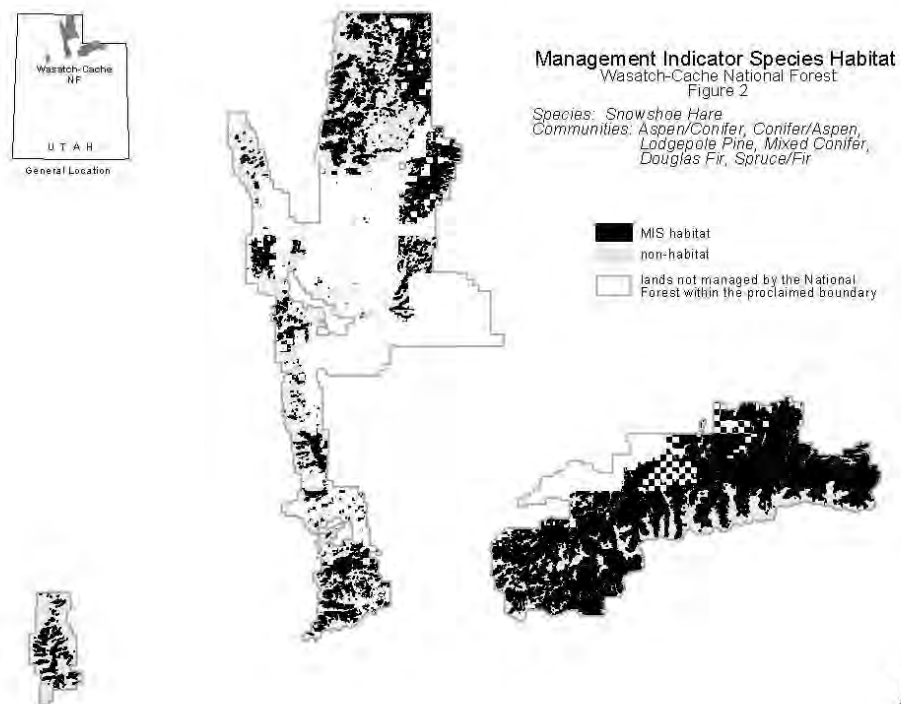 Wasatch-Cache
NF
UTAH
General Location
Management Indicator Species Habitat
Wasatch-Cache National Forest
Figure 2
Species: Snowshoe Hare
Communities: Aspen/Conifer, Conifer/Aspen,
Lodgepole Pine, Mixed Conifer,
Douglas Fir, Spruce/Fir
MIS habitat
non-habitat
lands not managed by the National
Forest within the proclaimed boundary